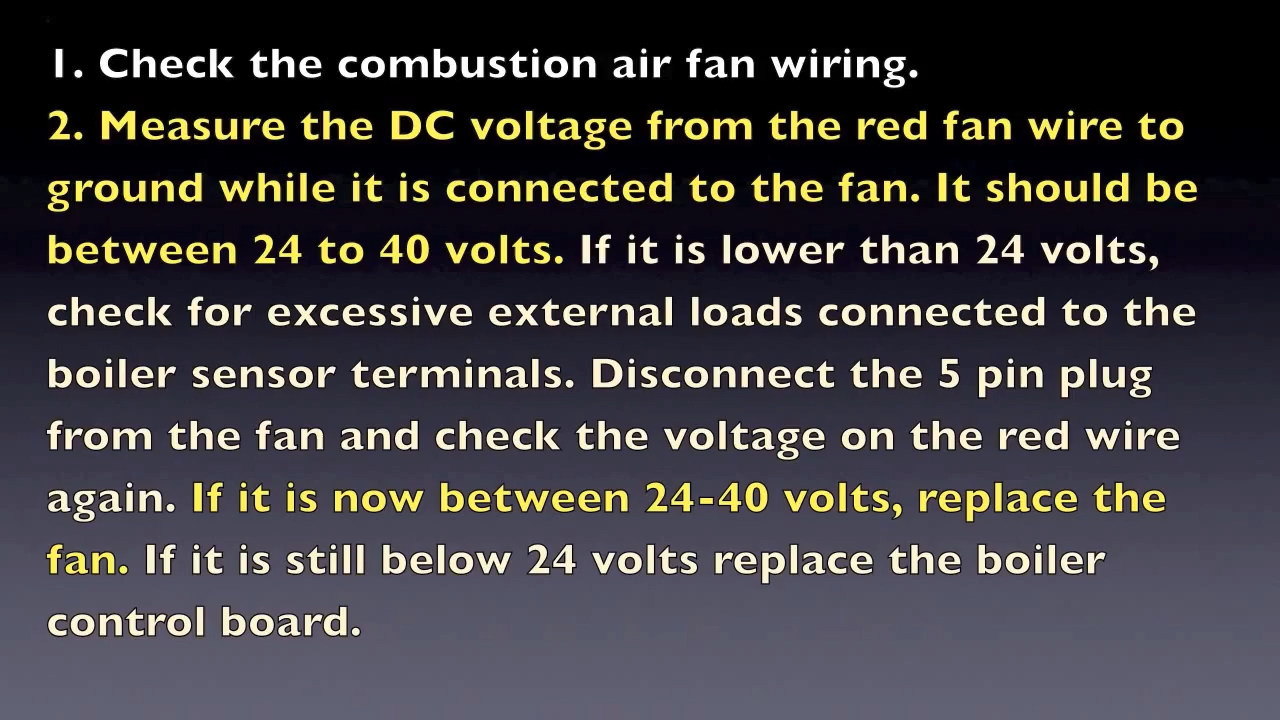 1. Check the combustion air fan wiring.
2. Measure the DC voltage from the red fan wire to
ground while it is connected to the fan. It should be
between 24 to 40 volts. If it is lower than 24 volts,
check for excessive external loads connected to the
boiler sensor terminals. Disconnect the 5 pin plug
from the fan and check the voltage on the red wire
again. If it is now between 24-40 volts, replace the
fan. If it is still below 24 volts replace the boiler
control board.